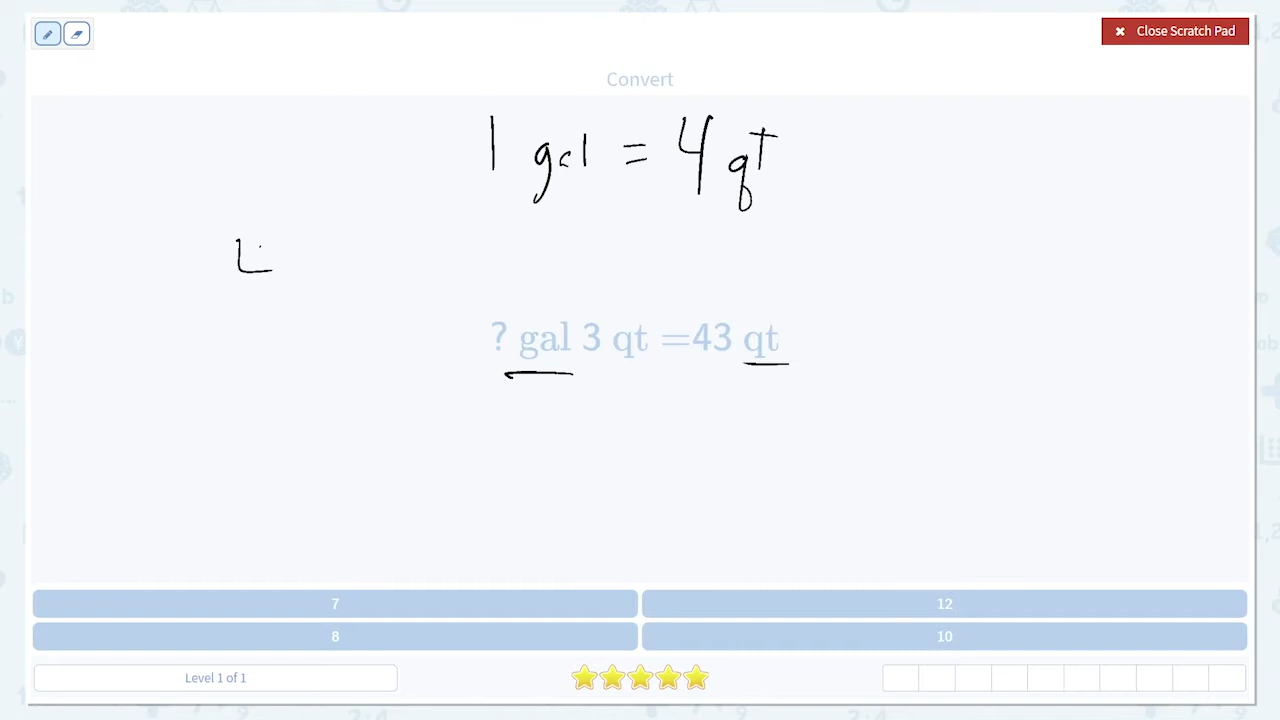 Close Scratch Pad
Convert
1 gal = 4 qt
? gal 3 qt =43 qt
7
12
8
10
Level 1 of 1